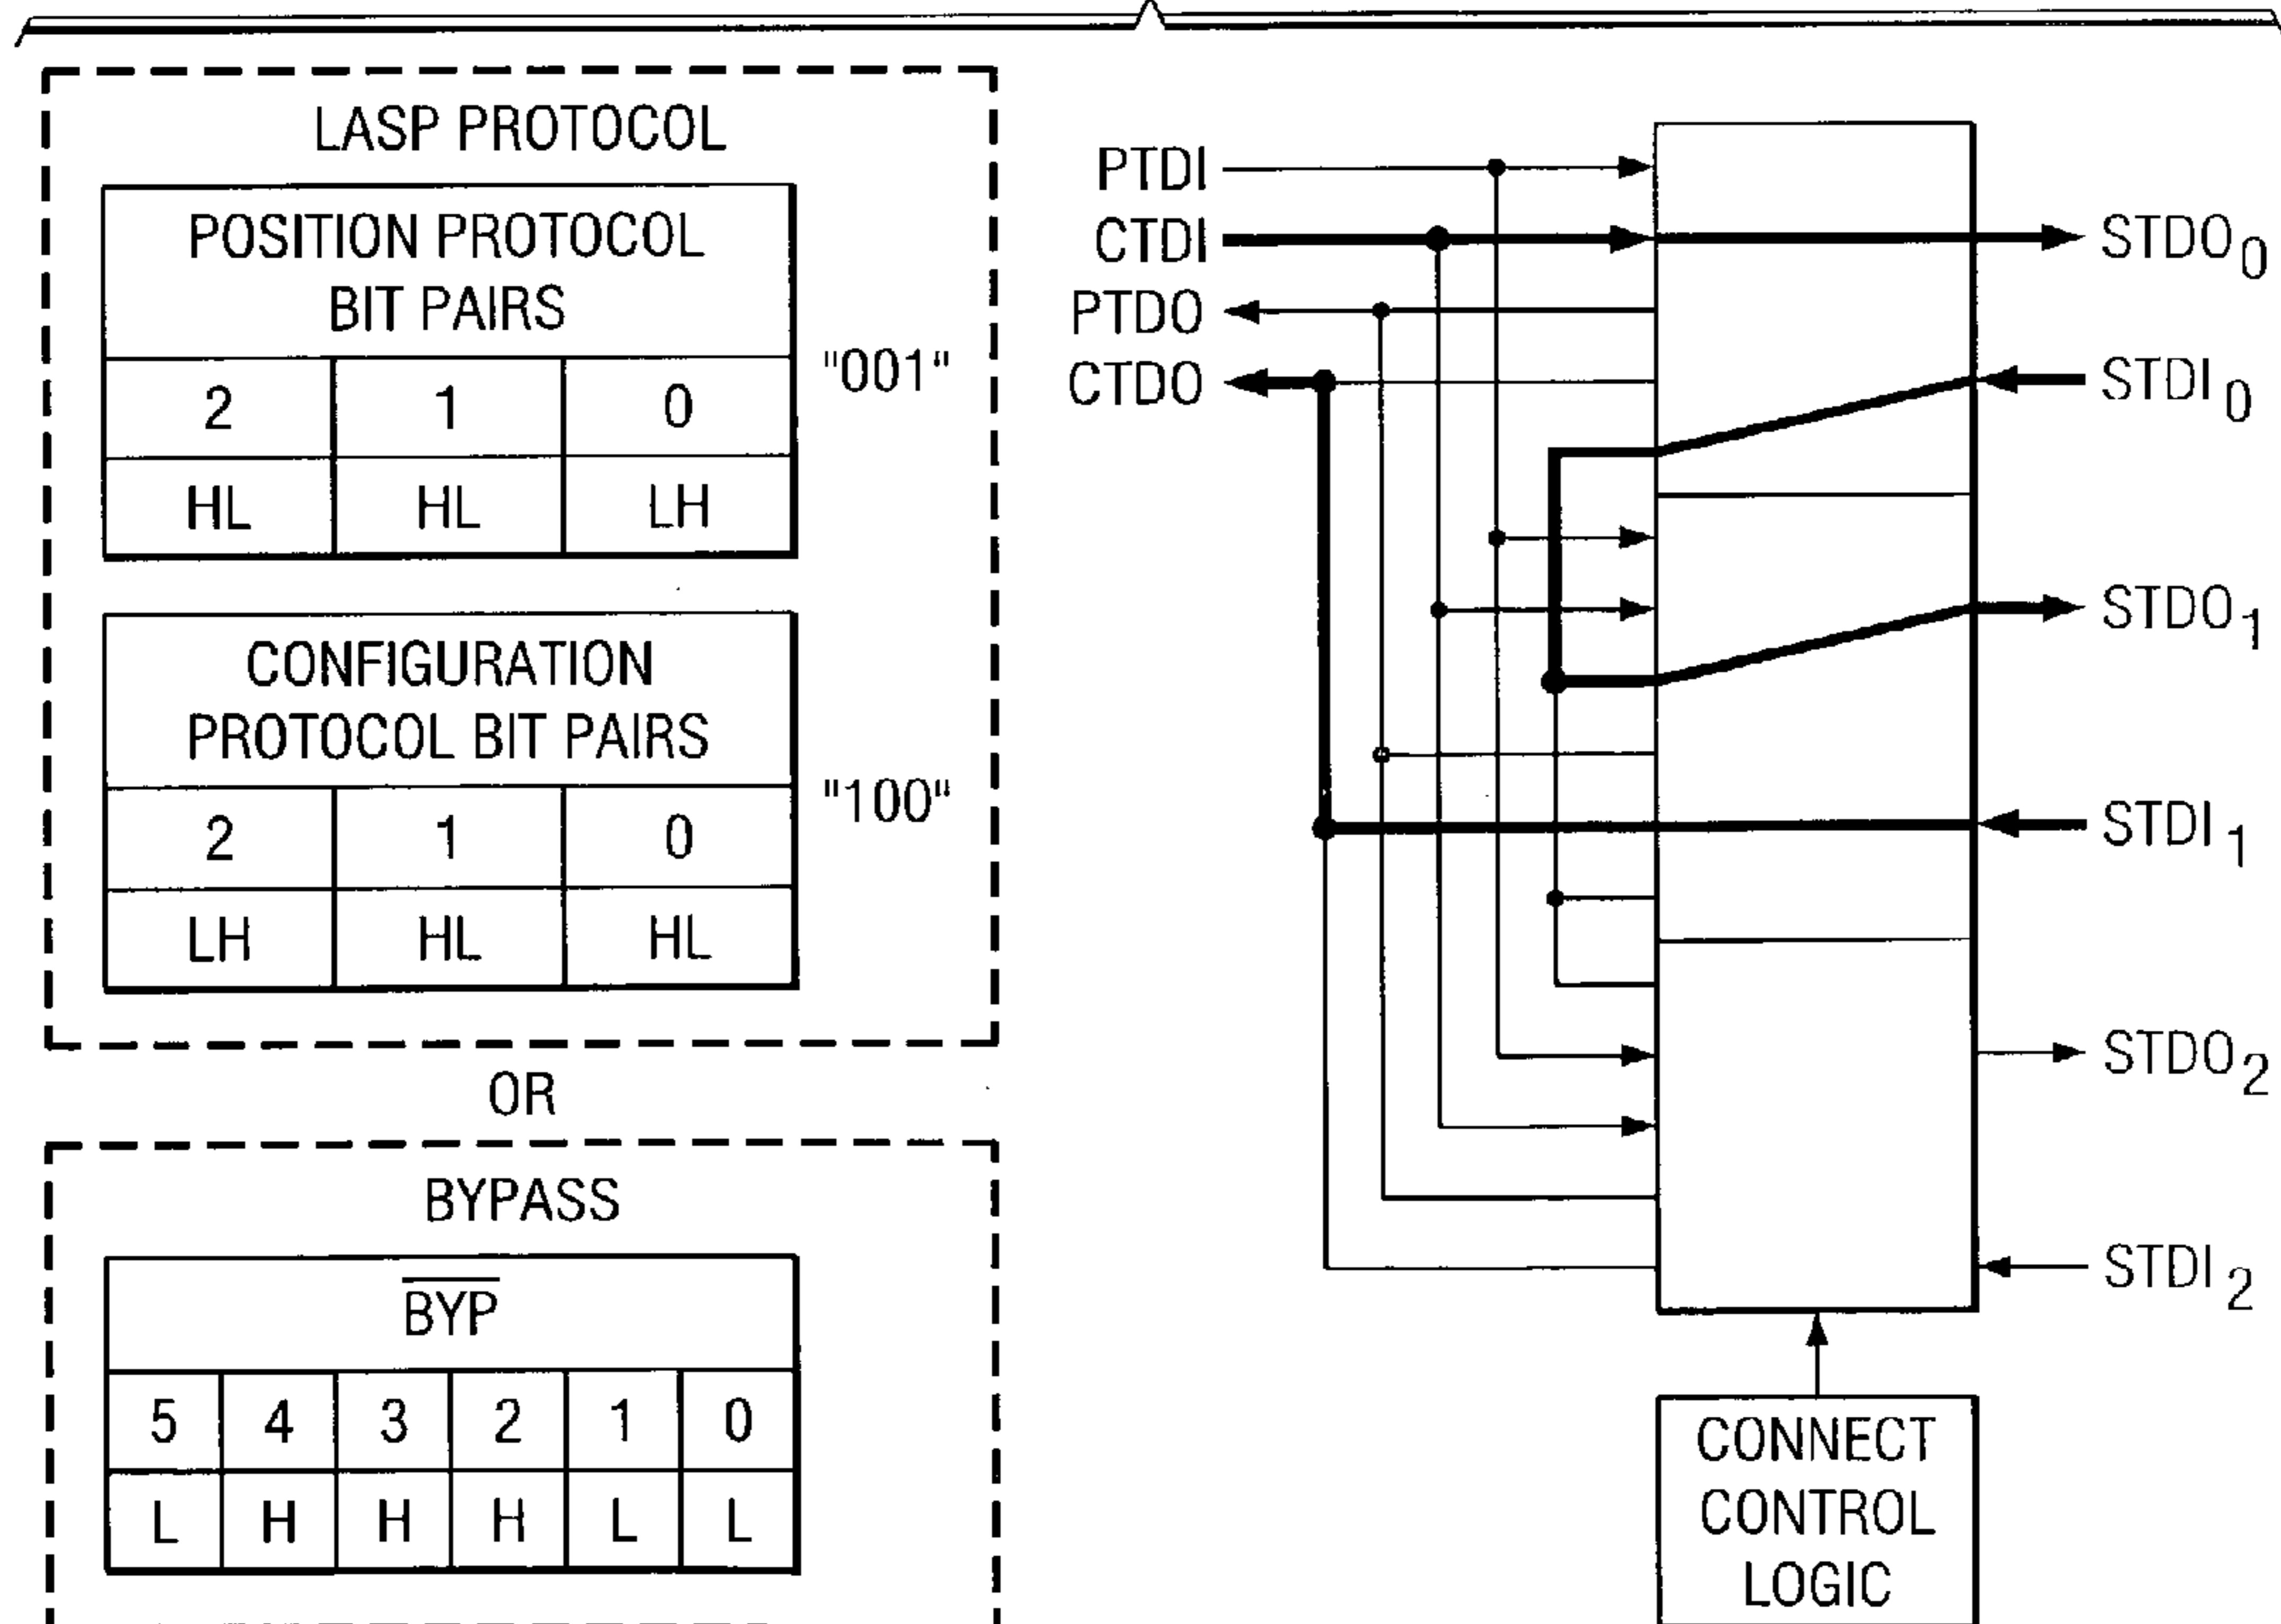 LASP PROTOCOL
POSITION PROTOCOL
BIT PAIRS
2 1 0
HL HL LH
"001"
CONFIGURATION
PROTOCOL BIT PAIRS
2 1 0
LH HL HL
"100"
OR
BYPASS
BYP
5 4 3 2 1 0
L H H H L L
PTDI
CTDI
PTDO
CTDO
STDO0
STDI0
STDO1
STDI1
STDO2
STDI2
CONNECT
CONTROL
LOGIC